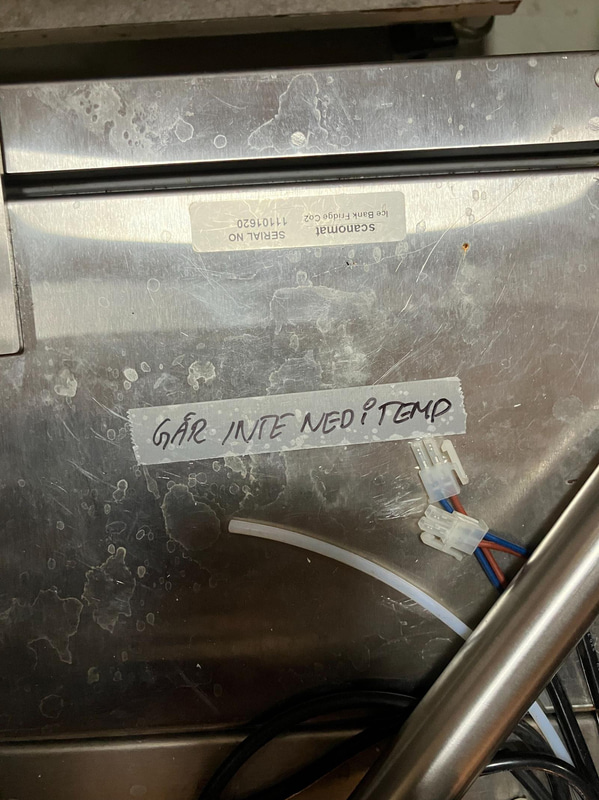 scanomat
Ice Bank Fridge Co2
SERIAL NO
11101620
GÅR INTE NED I TEMP